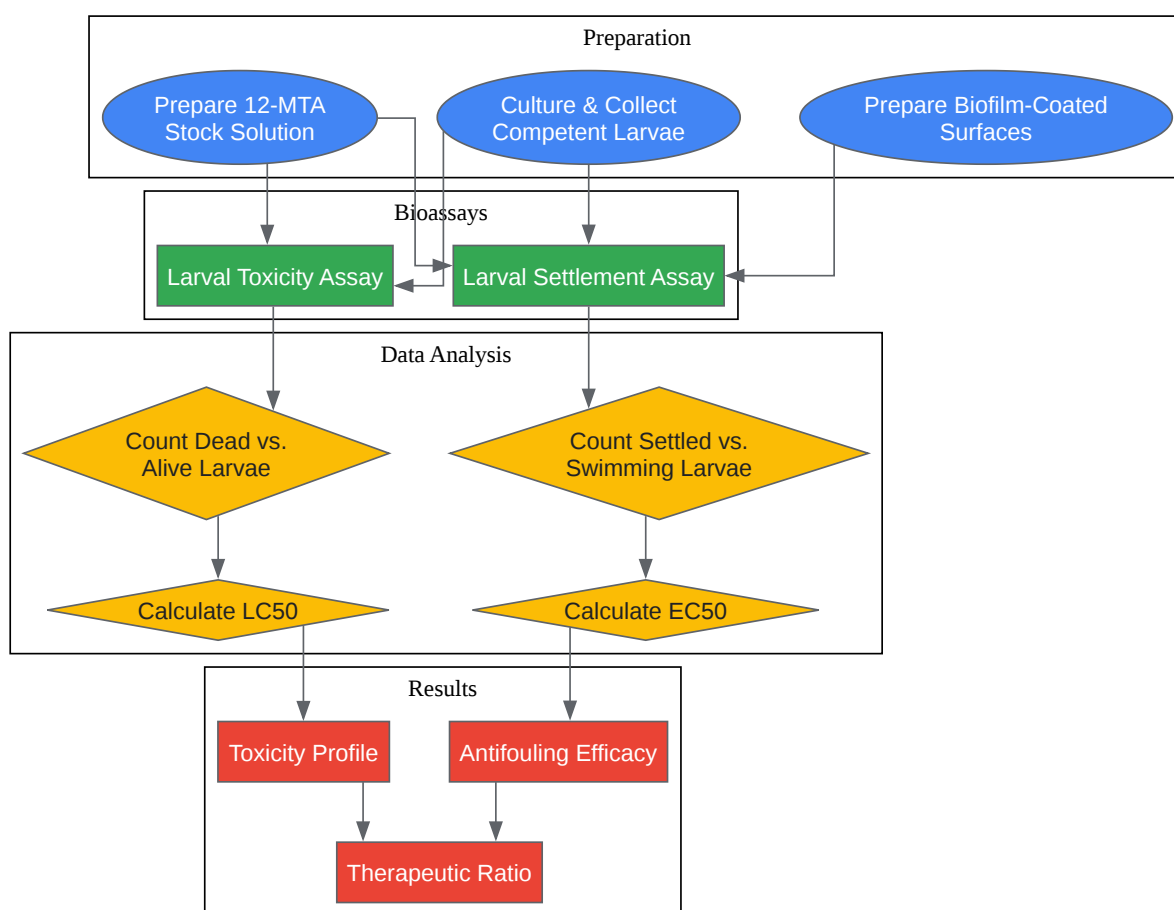 Preparation
Prepare 12-MTA
Stock Solution
Culture & Collect
Competent Larvae
Prepare Biofilm-Coated
Surfaces
Bioassays
Larval Toxicity Assay
Larval Settlement Assay
Data Analysis
Count Dead vs.
Alive Larvae
Count Settled vs.
Swimming Larvae
Calculate LC50
Calculate EC50
Results
Toxicity Profile
Antifouling Efficacy
Therapeutic Ratio